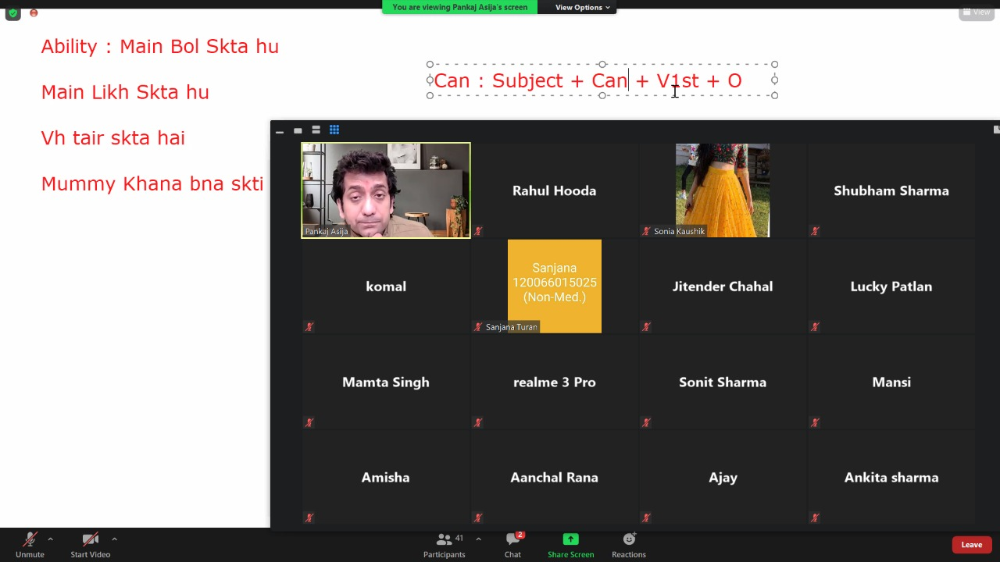 You are viewing Pankaj Asija's screen
View Options
View
Ability : Main Bol Skta hu
Can : Subject + Can + V1st + O
Main Likh Skta hu
Vh tair skta hai
Mummy Khana bna skti
Pankaj Asija
Rahul Hooda
Sonia Kaushik
Shubham Sharma
komal
Sanjana
120066015025
(Non-Med.)
Sanjana Turan
Jitender Chahal
Lucky Patlan
Mamta Singh
realme 3 Pro
Sonit Sharma
Mansi
Amisha
Aanchal Rana
Ajay
Ankita sharma
Unmute
Start Video
41
Participants
2
Chat
Share Screen
Reactions
Leave